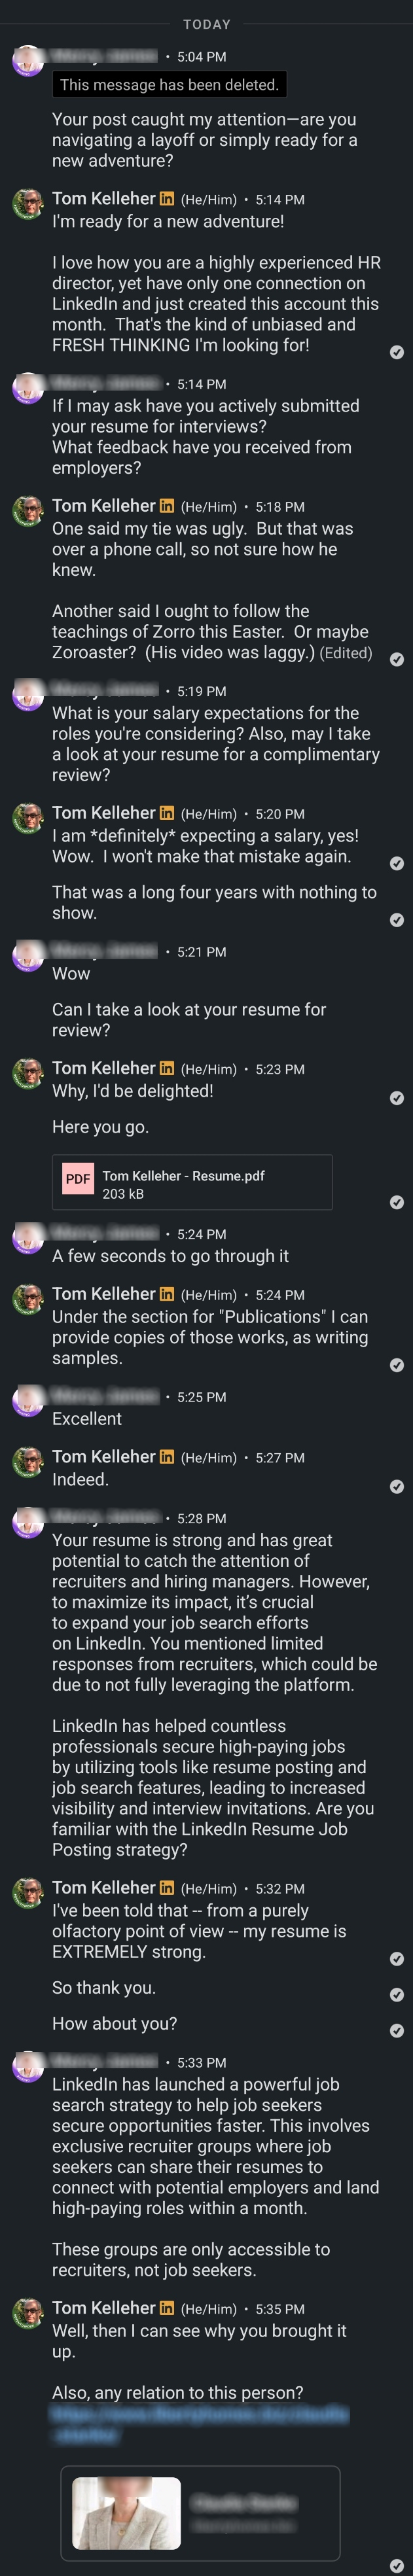 TODAY
• 5:04 PM
This message has been deleted.
Your post caught my attention—are you
navigating a layoff or simply ready for a
new adventure?
Tom Kelleher in (He/Him) • 5:14 PM
I'm ready for a new adventure!
I love how you are a highly experienced HR
director, yet have only one connection on
LinkedIn and just created this account this
month. That's the kind of unbiased and
FRESH THINKING I'm looking for!
• 5:14 PM
If I may ask have you actively submitted
your resume for interviews?
What feedback have you received from
employers?
Tom Kelleher in (He/Him) • 5:18 PM
One said my tie was ugly. But that was
over a phone call, so not sure how he
knew.
Another said I ought to follow the
teachings of Zorro this Easter. Or maybe
Zoroaster? (His video was laggy.) (Edited)
• 5:19 PM
What is your salary expectations for the
roles you're considering? Also, may I take
a look at your resume for a complimentary
review?
Tom Kelleher in (He/Him) • 5:20 PM
I am *definitely* expecting a salary, yes!
Wow. I won't make that mistake again.
That was a long four years with nothing to
show.
• 5:21 PM
Wow
Can I take a look at your resume for
review?
Tom Kelleher in (He/Him) • 5:23 PM
Why, I'd be delighted!
Here you go.
PDF Tom Kelleher - Resume.pdf
203 kB
• 5:24 PM
A few seconds to go through it
Tom Kelleher in (He/Him) • 5:24 PM
Under the section for "Publications" I can
provide copies of those works, as writing
samples.
• 5:25 PM
Excellent
Tom Kelleher in (He/Him) • 5:27 PM
Indeed.
• 5:28 PM
Your resume is strong and has great
potential to catch the attention of
recruiters and hiring managers. However,
to maximize its impact, it's crucial
to expand your job search efforts
on LinkedIn. You mentioned limited
responses from recruiters, which could be
due to not fully leveraging the platform.
LinkedIn has helped countless
professionals secure high-paying jobs
by utilizing tools like resume posting and
job search features, leading to increased
visibility and interview invitations. Are you
familiar with the LinkedIn Resume Job
Posting strategy?
Tom Kelleher in (He/Him) • 5:32 PM
I've been told that -- from a purely
olfactory point of view -- my resume is
EXTREMELY strong.
So thank you.
How about you?
• 5:33 PM
LinkedIn has launched a powerful job
search strategy to help job seekers
secure opportunities faster. This involves
exclusive recruiter groups where job
seekers can share their resumes to
connect with potential employers and land
high-paying roles within a month.
These groups are only accessible to
recruiters, not job seekers.
Tom Kelleher in (He/Him) • 5:35 PM
Well, then I can see why you brought it
up.
Also, any relation to this person?